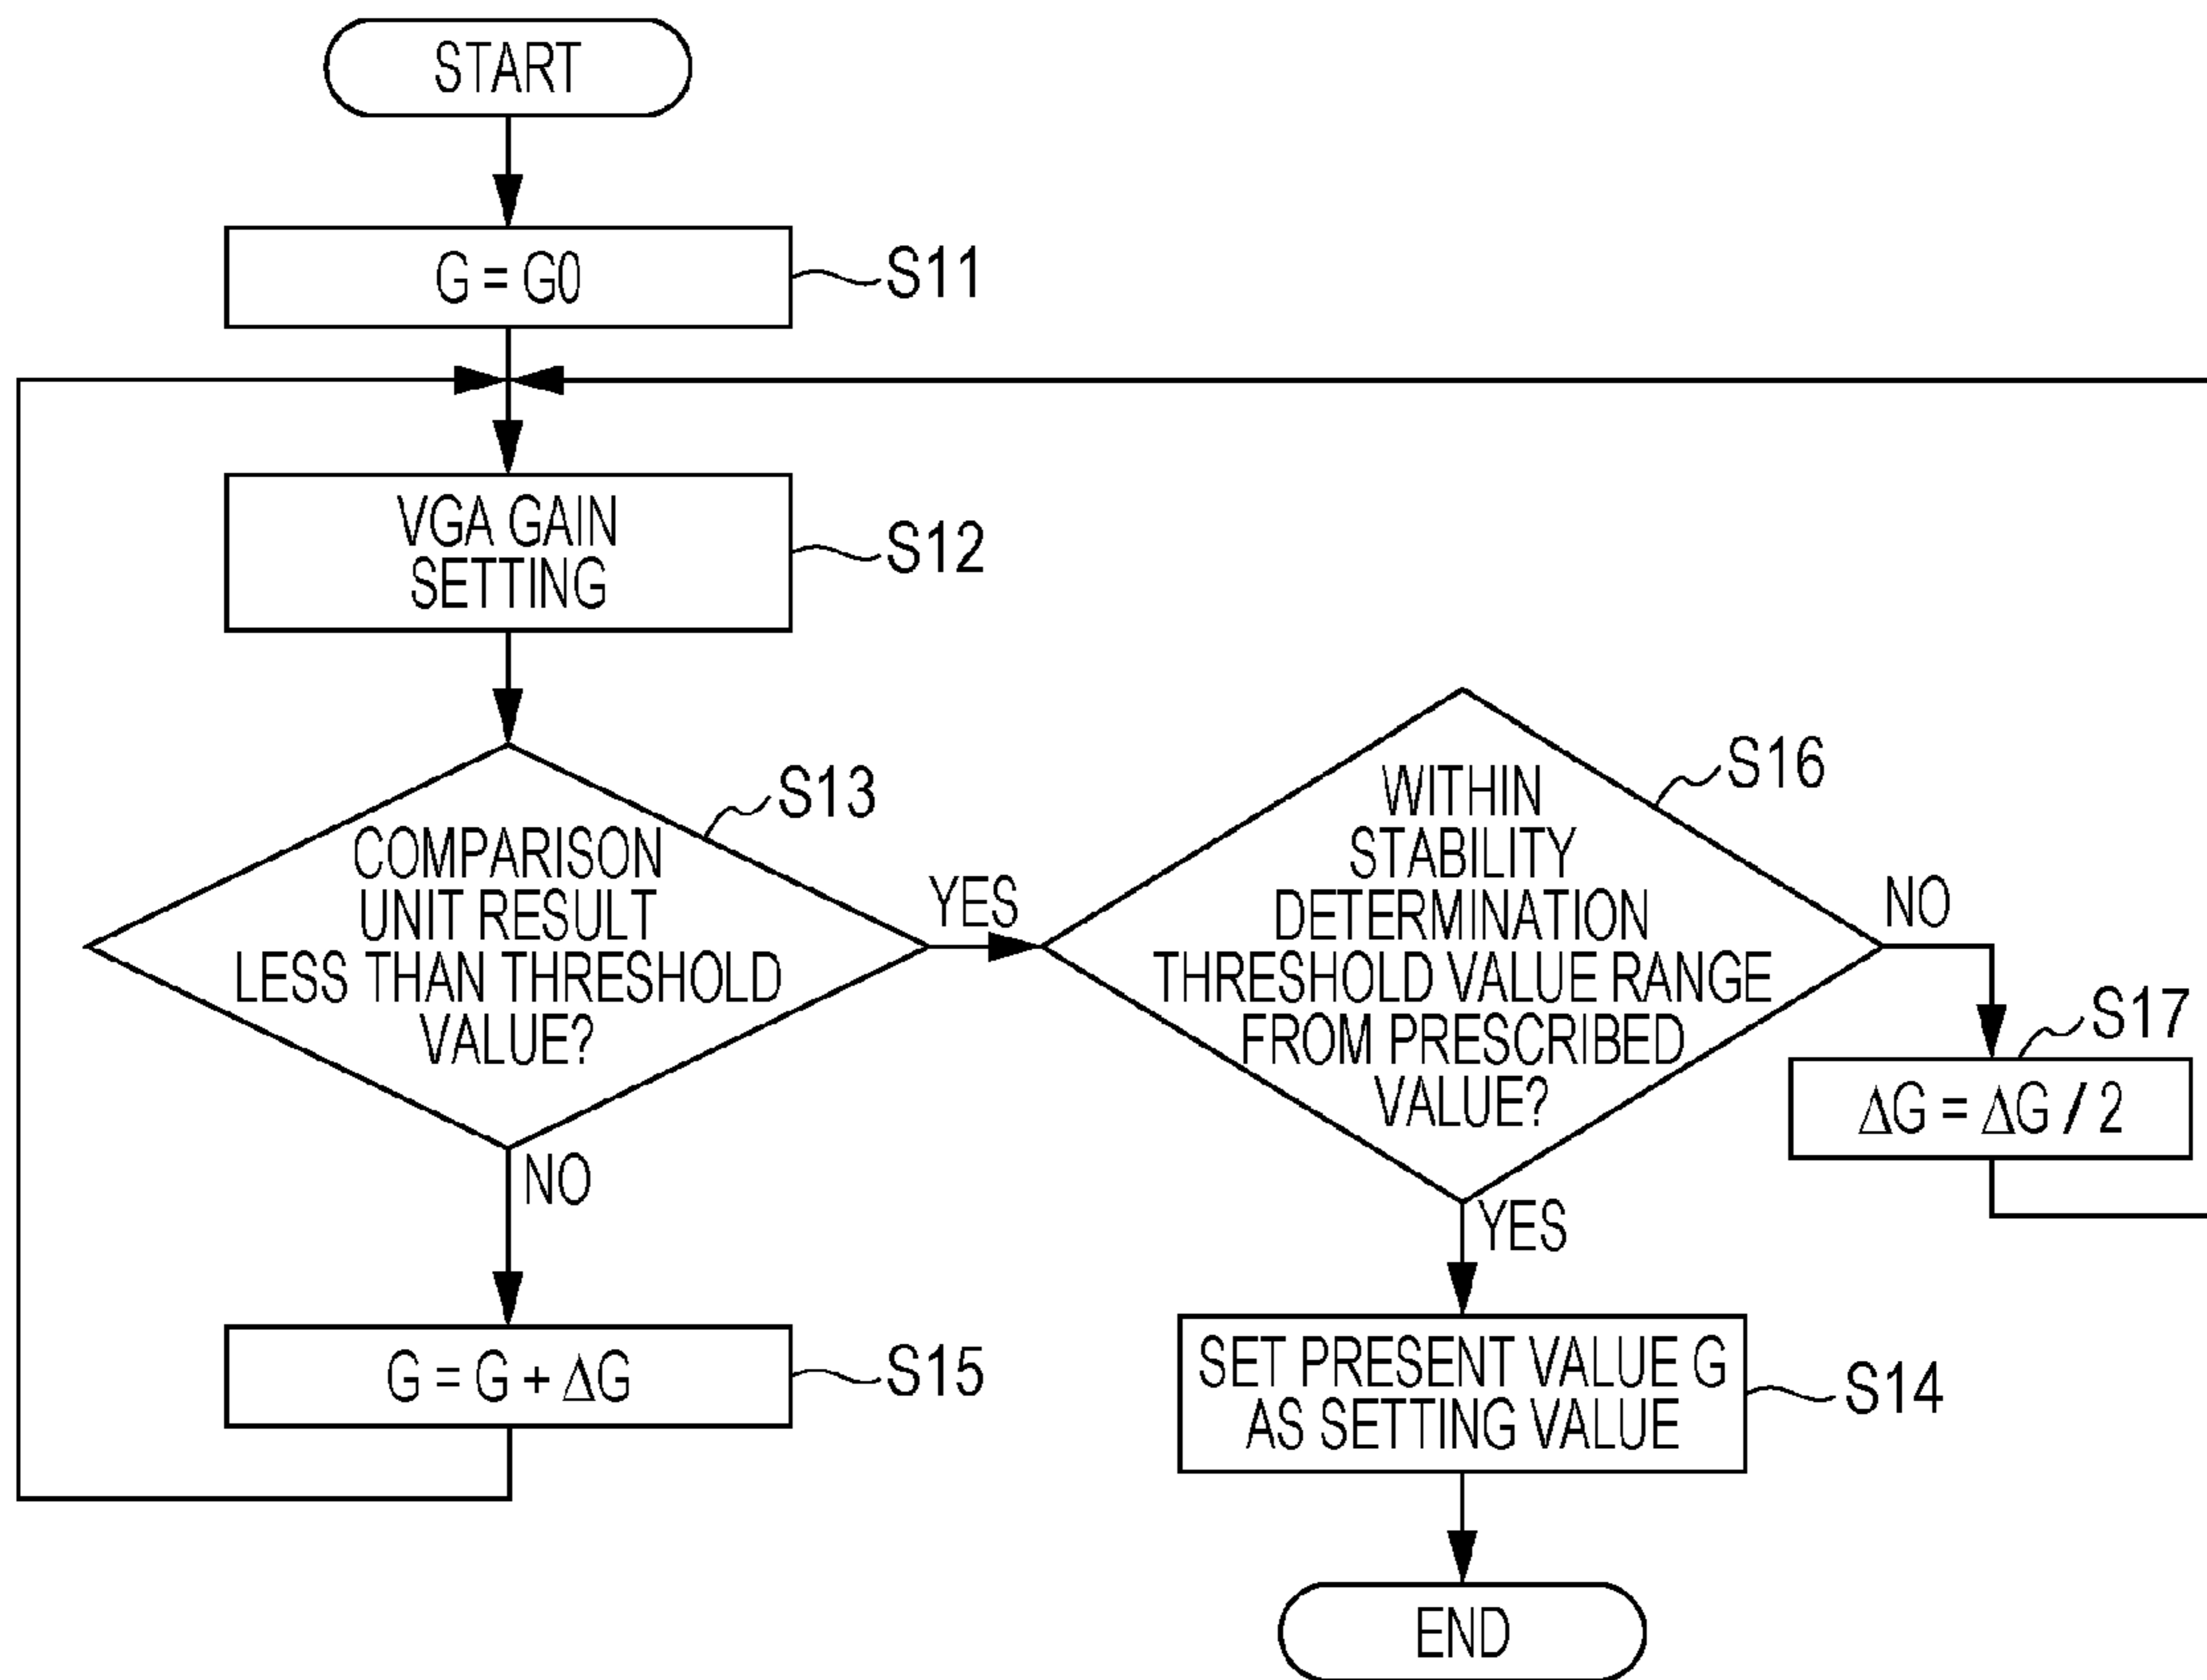 START
G = G0
S11
VGA GAIN
SETTING
S12
COMPARISON
UNIT RESULT
LESS THAN THRESHOLD
VALUE?
S13
YES
NO
G = G + ΔG
S15
WITHIN
STABILITY
DETERMINATION
THRESHOLD VALUE RANGE
FROM PRESCRIBED
VALUE?
S16
NO
ΔG = ΔG / 2
S17
YES
SET PRESENT VALUE G
AS SETTING VALUE
S14
END